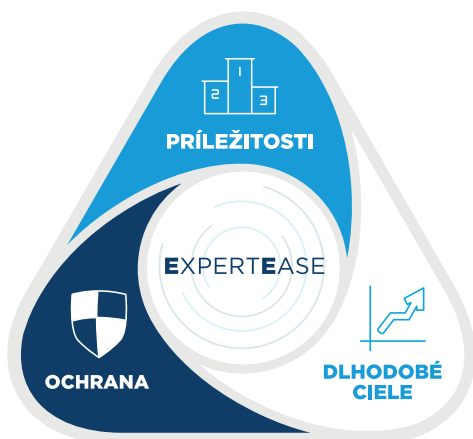 1
2
3
PRÍLEŽITOSTI
EXPERTEASE
OCHRANA
DLHODOBÉ
CIELE